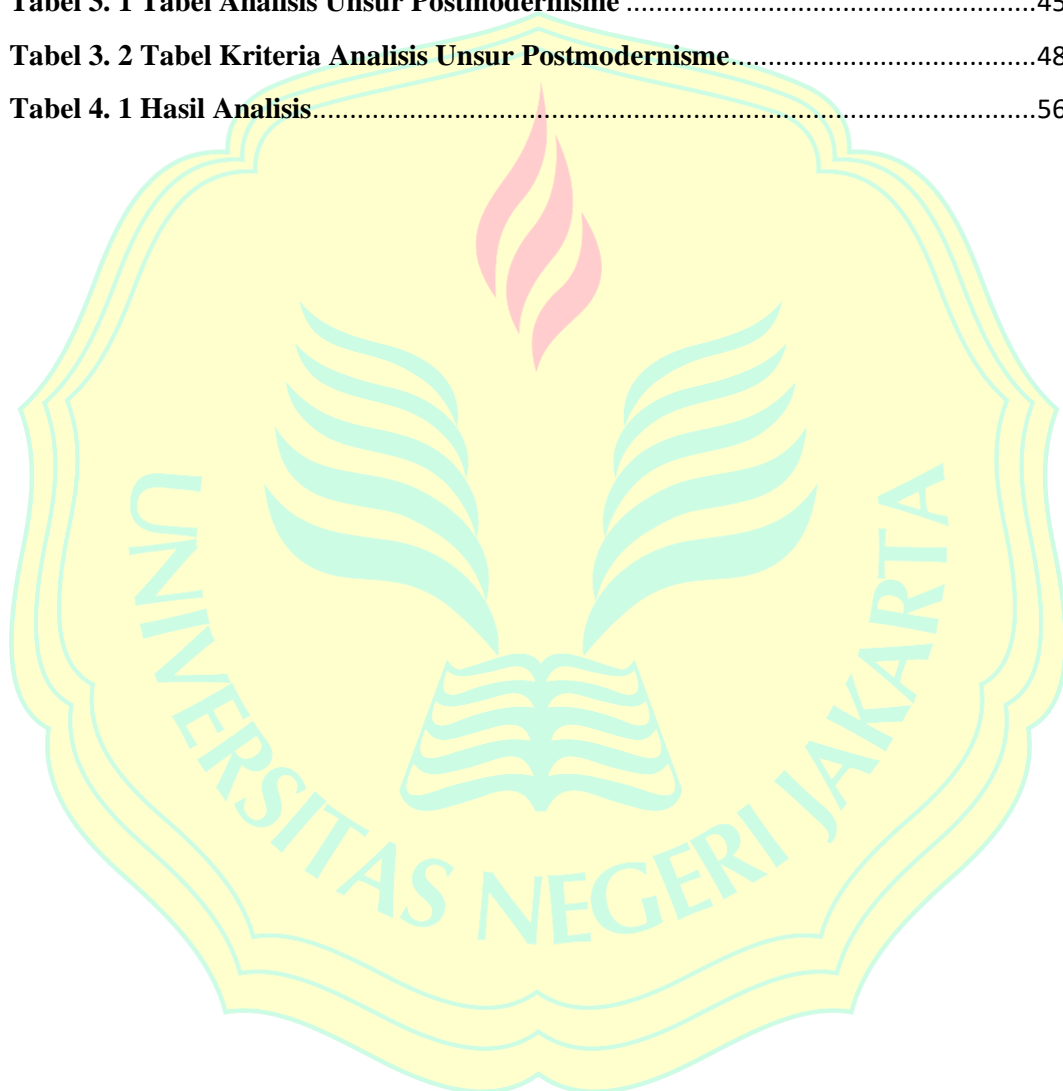 Tabel 3. 1 Tabel Analisis Unsur Postmodernisme....................................................................45
Tabel 3. 2 Tabel Kriteria Analisis Unsur Postmodernisme...................................................48
Tabel 4. 1 Hasil Analisis.........................................................................................................................56
UNIVERSITAS NEGERI JAKARTA